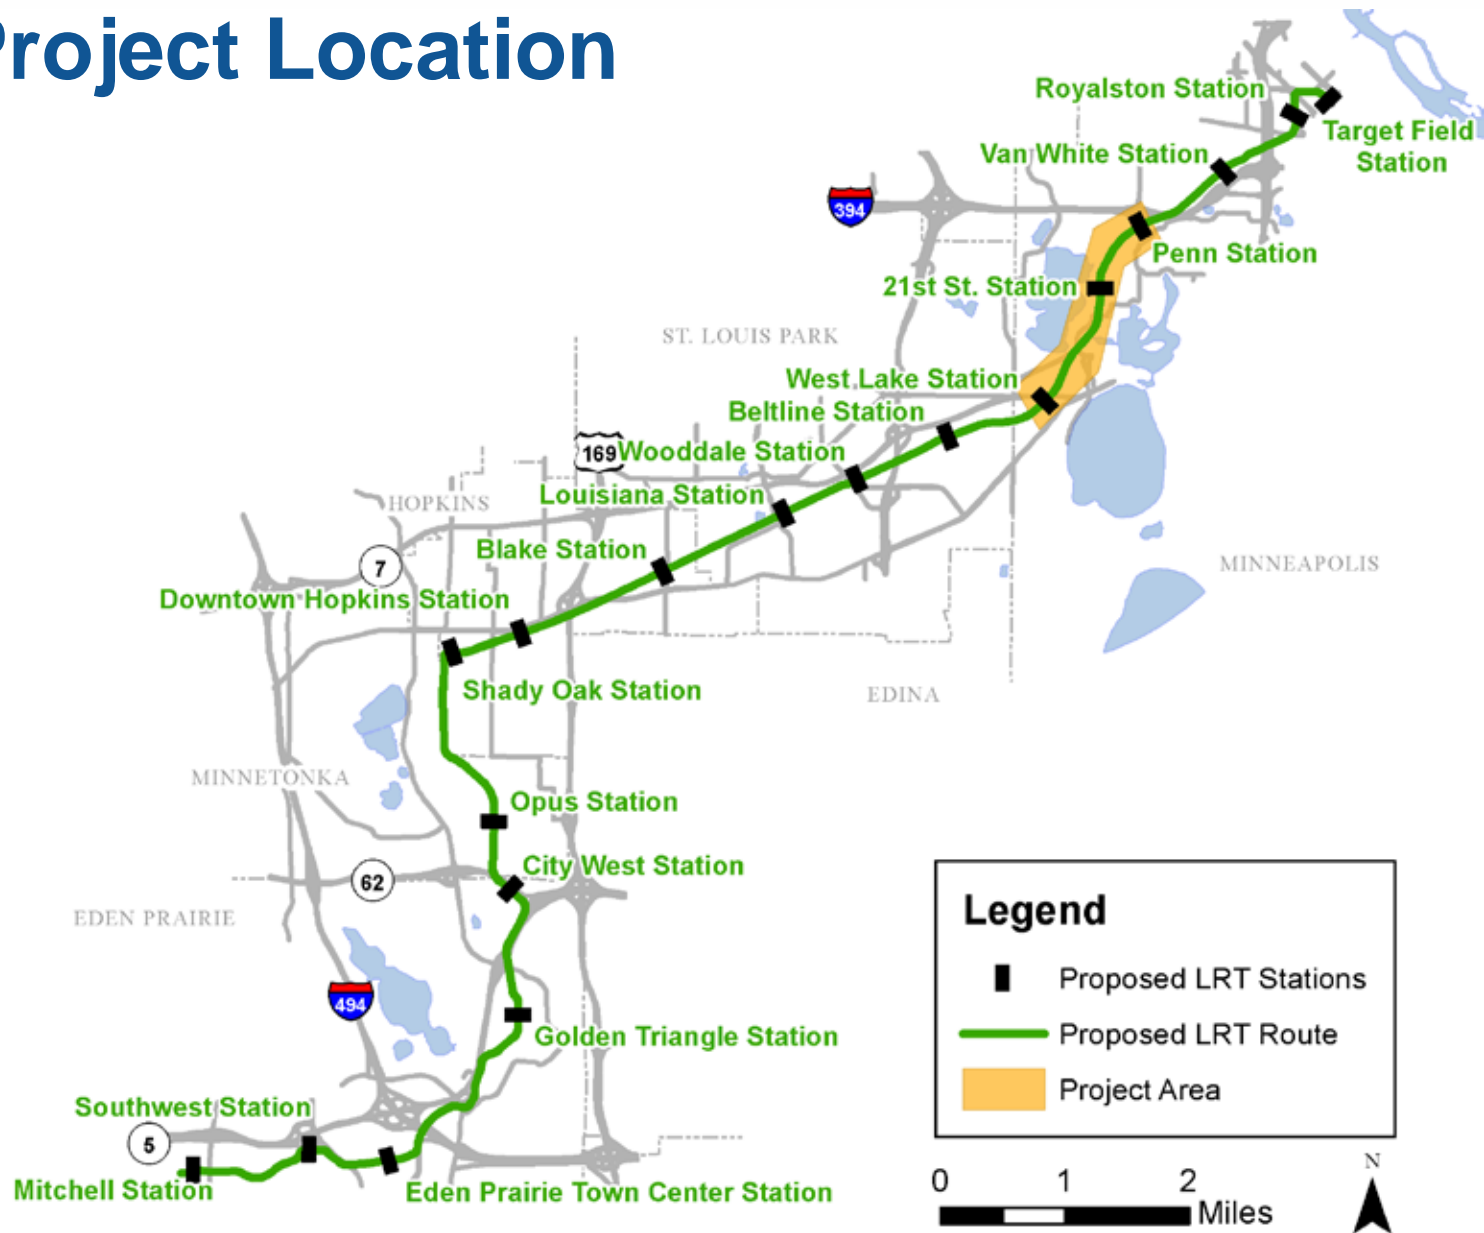 Project Location
Royalston Station
Target Field
Station
Van White Station
394
Penn Station
21st St. Station
ST. LOUIS PARK
West Lake Station
Beltline Station
169
Wooddale Station
Louisiana Station
HOPKINS
Blake Station
7
MINNEAPOLIS
Downtown Hopkins Station
Shady Oak Station
EDINA
MINNETONKA
Opus Station
City West Station
62
EDEN PRAIRIE
494
Golden Triangle Station
Southwest Station
5
Mitchell Station
Eden Prairie Town Center Station
Legend
Proposed LRT Stations
Proposed LRT Route
Project Area
N
0 1 2
Miles